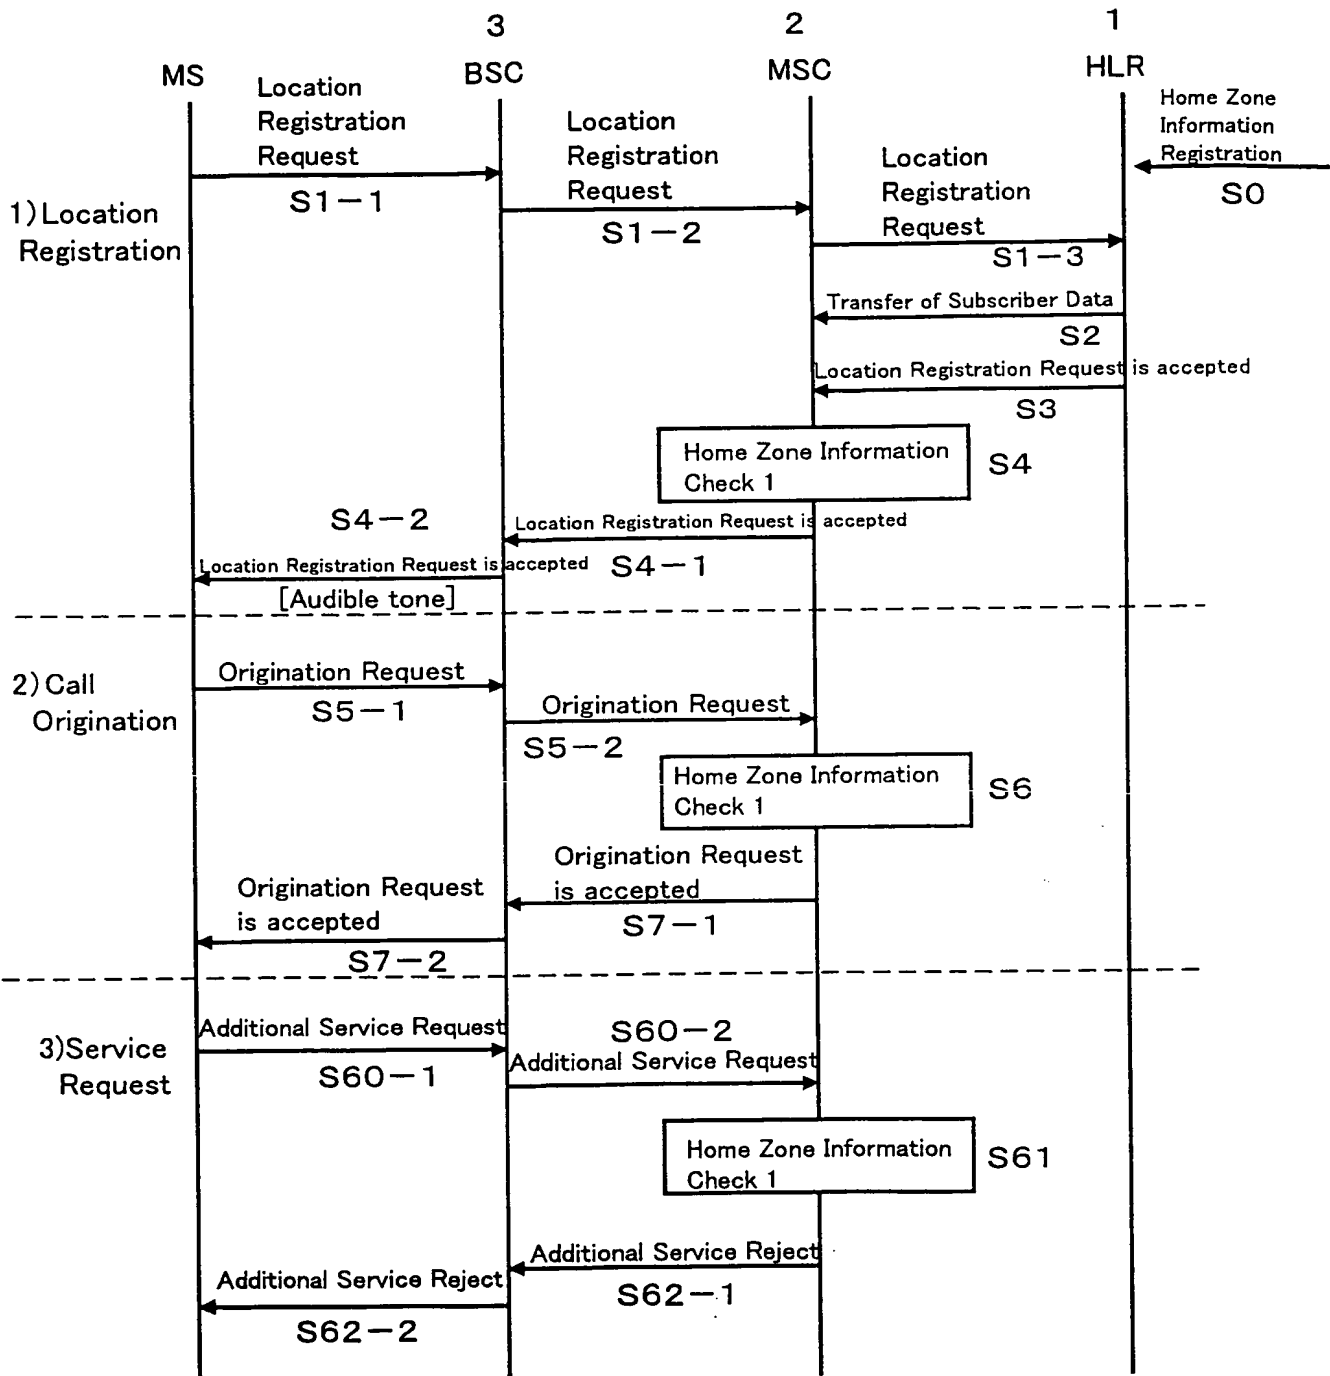 3
2
1
MS
BSC
MSC
HLR
Location
Registration
Request
S1-1
Location
Registration
Request
S1-2
Location
Registration
Request
S1-3
Home Zone
Information
Registration
S0
1) Location
Registration
Transfer of Subscriber Data
S2
Location Registration Request is accepted
S3
Home Zone Information
Check 1
S4
S4-2
Location Registration Request is accepted
S4-1
Location Registration Request is accepted
[Audible tone]
2) Call
Origination
Origination Request
S5-1
Origination Request
S5-2
Home Zone Information
Check 1
S6
Origination Request
is accepted
S7-1
Origination Request
is accepted
S7-2
3)Service
Request
Additional Service Request
S60-1
S60-2
Additional Service Request
Home Zone Information
Check 1
S61
Additional Service Reject
S62-1
Additional Service Reject
S62-2